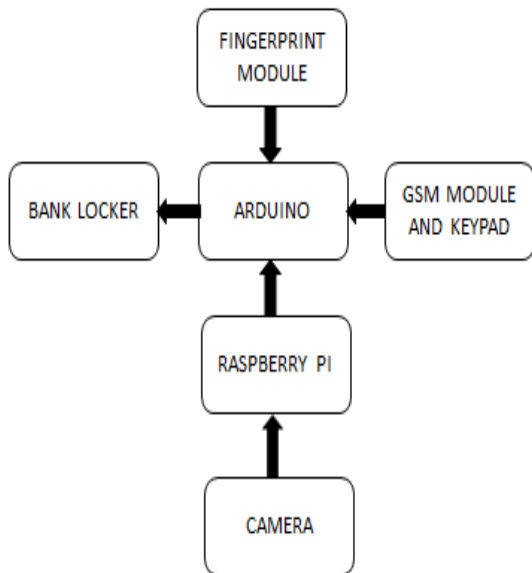 FINGERPRINT
MODULE
BANK LOCKER
ARDUINO
GSM MODULE
AND KEYPAD
RASPBERRY PI
CAMERA